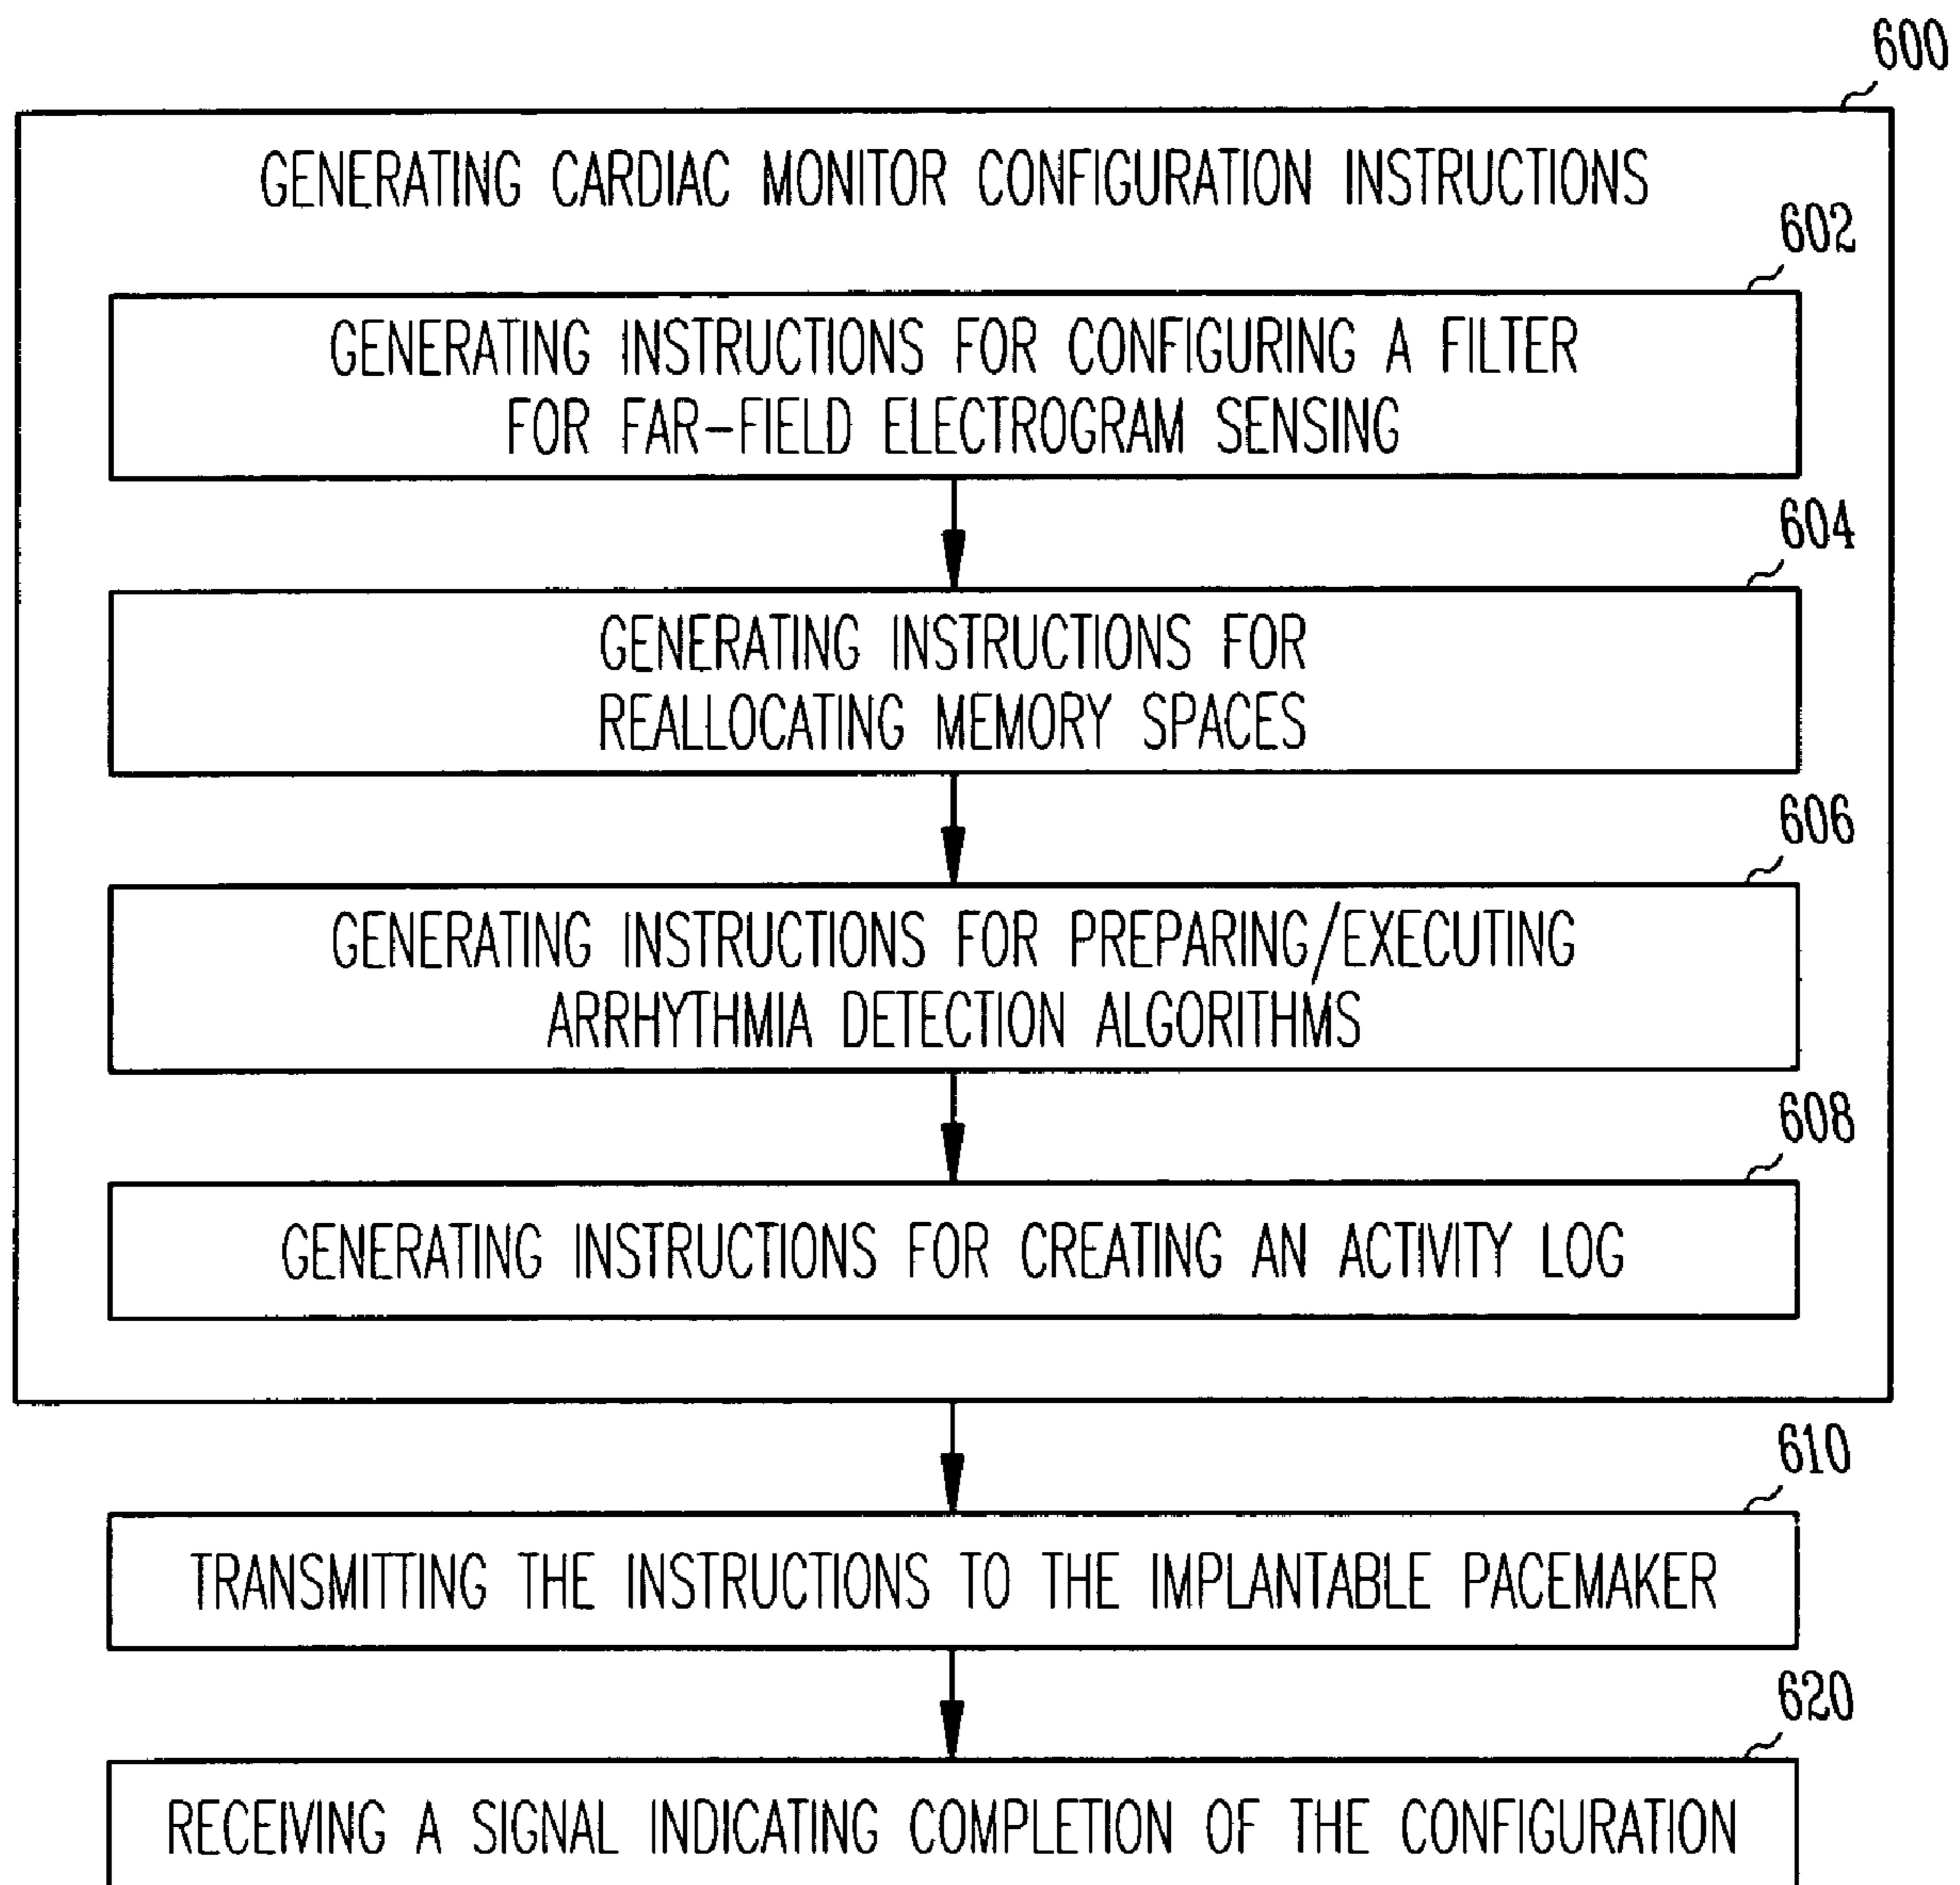 600
GENERATING CARDIAC MONITOR CONFIGURATION INSTRUCTIONS
602
GENERATING INSTRUCTIONS FOR CONFIGURING A FILTER
FOR FAR-FIELD ELECTROGRAM SENSING
604
GENERATING INSTRUCTIONS FOR
REALLOCATING MEMORY SPACES
606
GENERATING INSTRUCTIONS FOR PREPARING/EXECUTING
ARRHYTHMIA DETECTION ALGORITHMS
608
GENERATING INSTRUCTIONS FOR CREATING AN ACTIVITY LOG
610
TRANSMITTING THE INSTRUCTIONS TO THE IMPLANTABLE PACEMAKER
620
RECEIVING A SIGNAL INDICATING COMPLETION OF THE CONFIGURATION